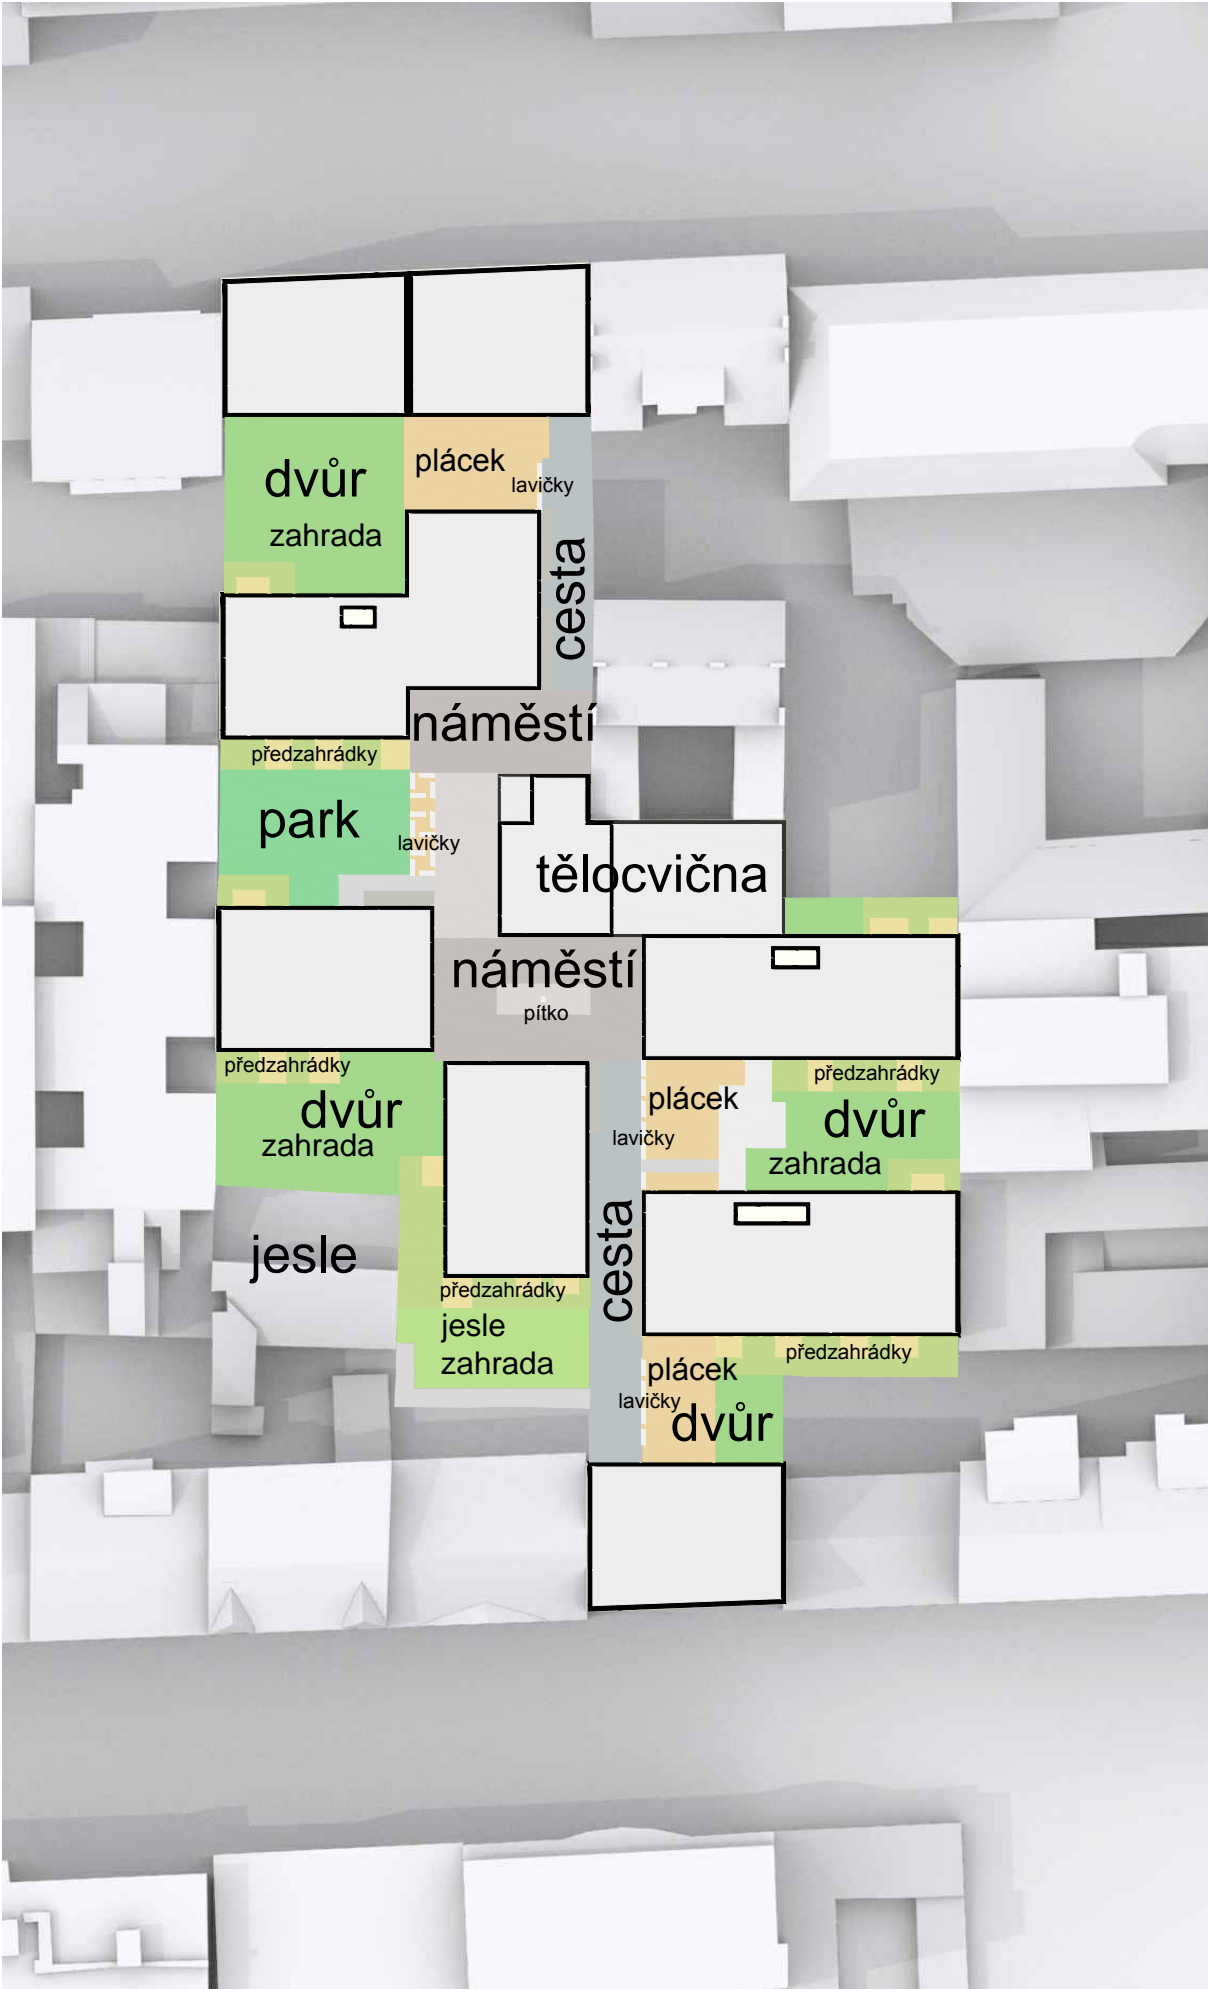 dvůr
zahrada
plácek
lavičky
cesta
náměstí
předzahrádky
park
lavičky
tělocvična
náměstí
pítko
předzahrádky
dvůr
zahrada
plácek
lavičky
předzahrádky
dvůr
zahrada
jesle
cesta
předzahrádky
jesle
zahrada
předzahrádky
plácek
lavičky
dvůr